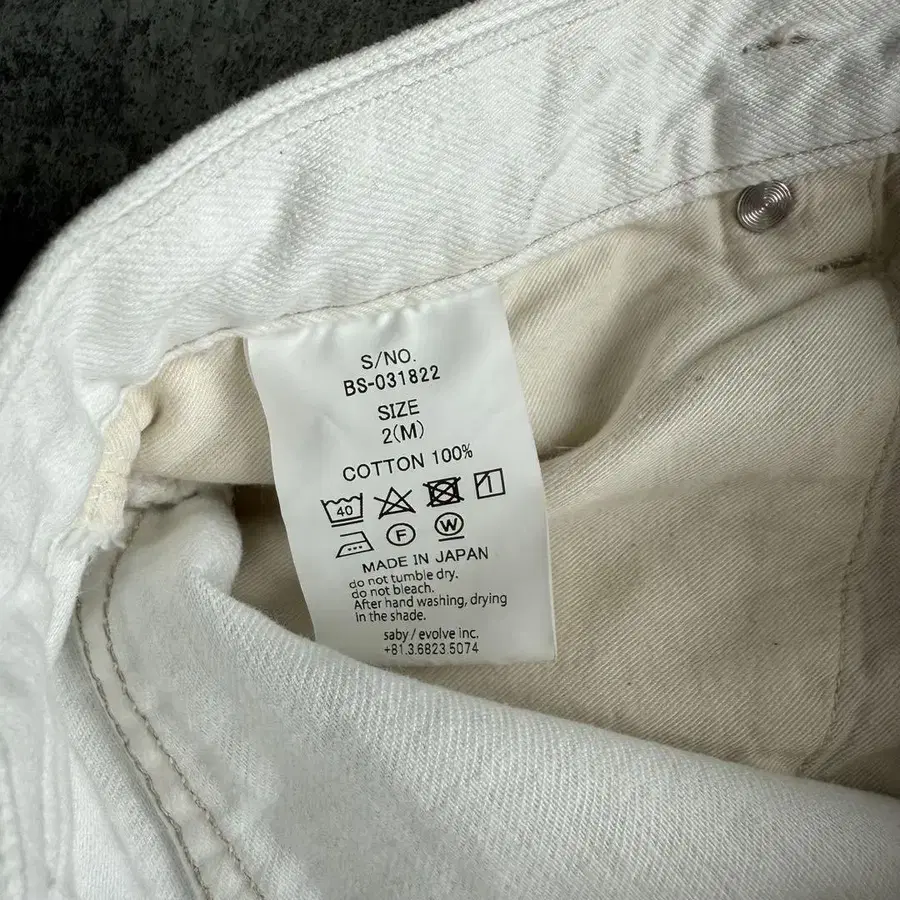 S/NO.
BS-031822
SIZE
2(M)
COTTON 100%
40
F W
MADE IN JAPAN
do not tumble dry.
do not bleach.
After hand washing, drying
in the shade.
saby / evolve inc.
+81.3.6823.5074